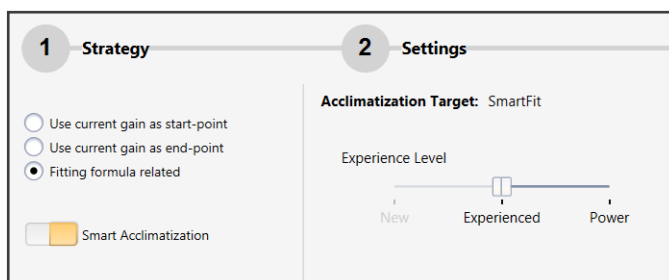 1 Strategy
2 Settings
Use current gain as start-point
Use current gain as end-point
Fitting formula related
Smart Acclimatization
Acclimatization Target: SmartFit
Experience Level
New Experienced Power